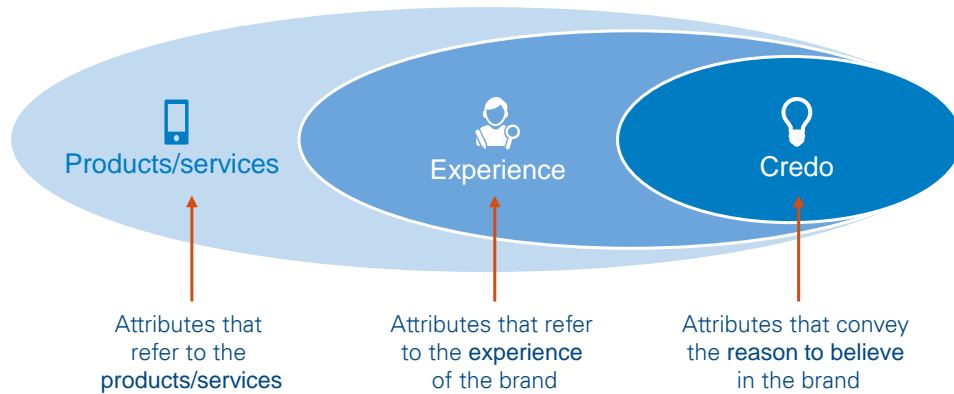 Products/services
Experience
Credo
Attributes that
refer to the
products/services
Attributes that refer
to the experience
of the brand
Attributes that convey
the reason to believe
in the brand